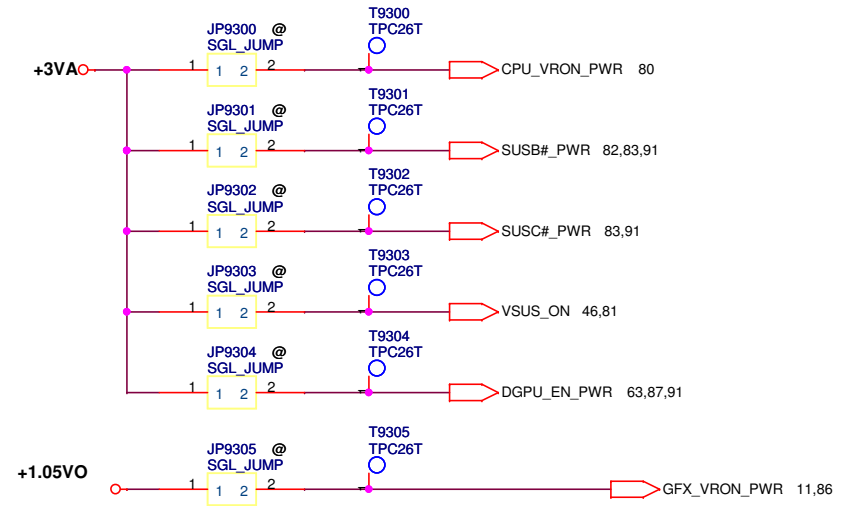 T9300
JP9300 @ TPC26T
SGL_JUMP
+3VA 1 1 2 2 CPU_VRON_PWR 80
T9301
JP9301 @ TPC26T
SGL_JUMP
1 1 2 2 SUSB#_PWR 82,83,91
T9302
JP9302 @ TPC26T
SGL_JUMP
1 1 2 2 SUSC#_PWR 83,91
T9303
JP9303 @ TPC26T
SGL_JUMP
1 1 2 2 VSUS_ON 46,81
T9304
JP9304 @ TPC26T
SGL_JUMP
1 1 2 2 DGPU_EN_PWR 63,87,91
T9305
JP9305 @ TPC26T
SGL_JUMP
+1.05VO
1 1 2 2 GFX_VRON_PWR 11,86